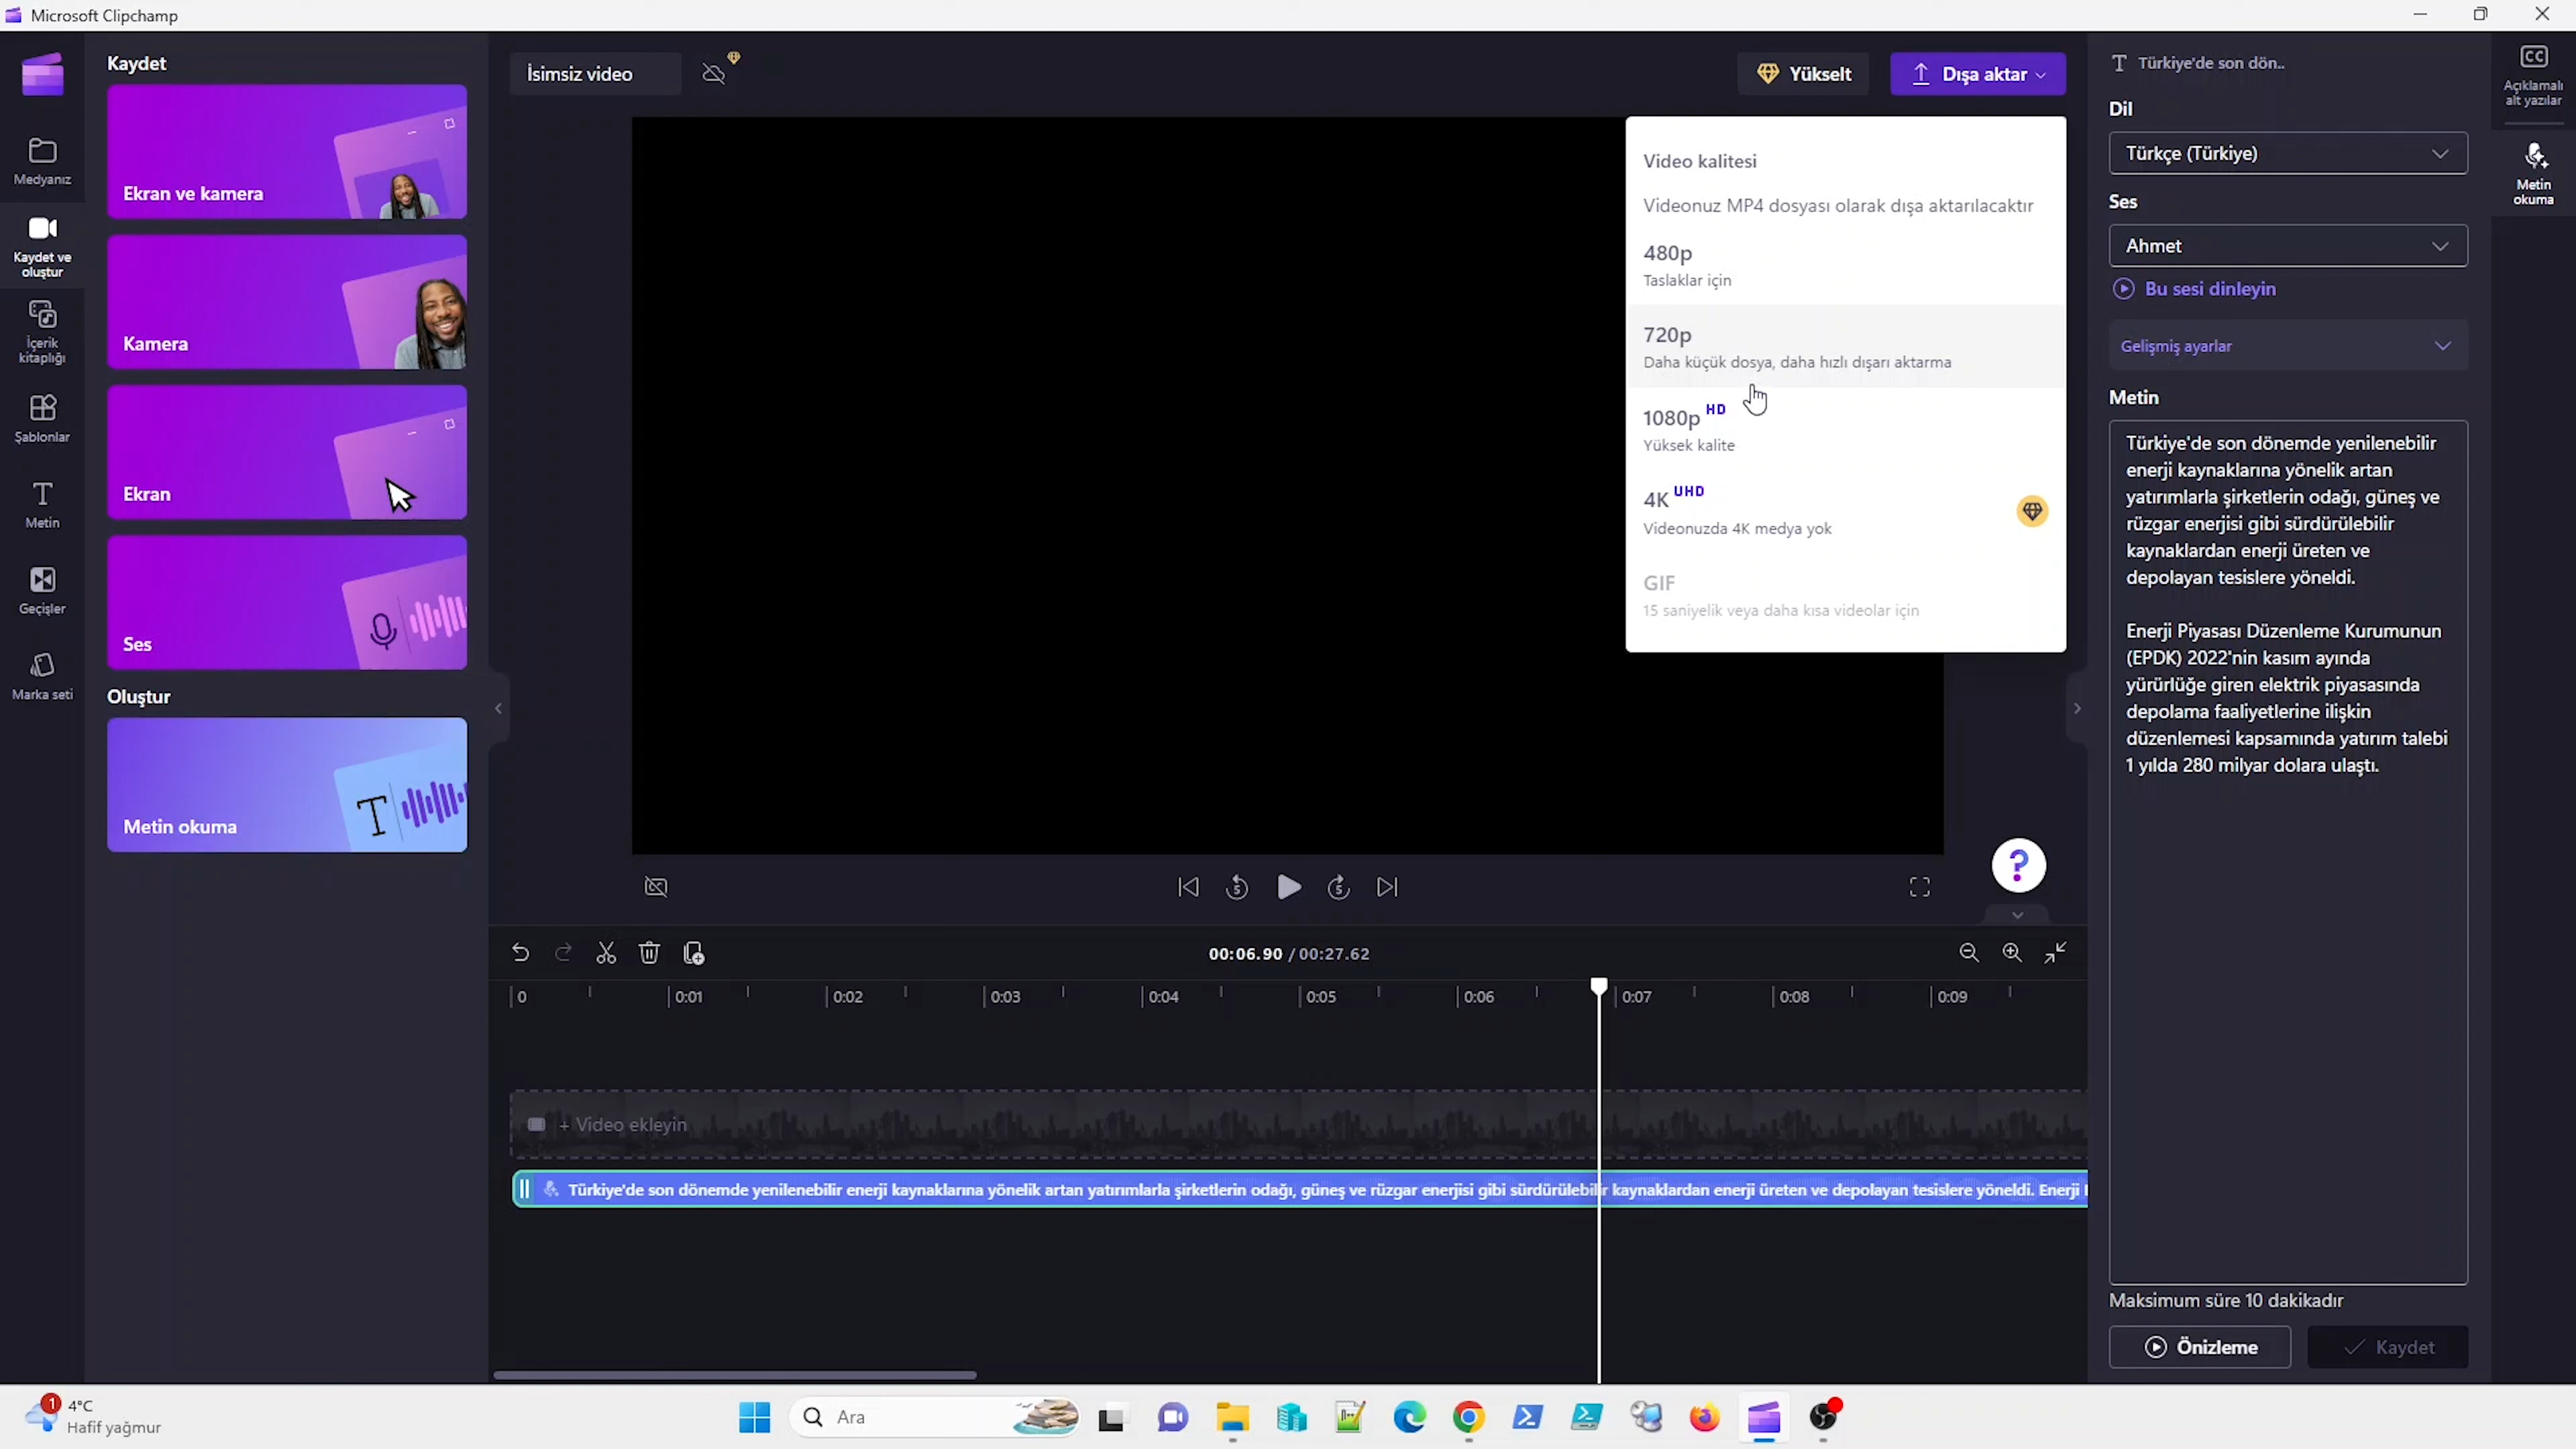 Microsoft Clipchamp
Medyanız
Kaydet ve
oluştur
İçerik
kitaplığı
Şablonlar
Metin
Geçişler
Marka seti
Kaydet
Ekran ve kamera
Kamera
Ekran
Ses
Oluştur
Metin okuma
İsimsiz video
Yükselt
Dışa aktar
Video kalitesi
Videonuz MP4 dosyası olarak dışa aktarılacaktır
480p
Taslaklar için
720p
Daha küçük dosya, daha hızlı dışarı aktarma
1080p HD
Yüksek kalite
4K UHD
Videonuzda 4K medya yok
GIF
15 saniyelik veya daha kısa videolar için
5
5
?
00:06.90 / 00:27.62
0 0:01 0:02 0:03 0:04 0:05 0:06 0:07 0:08 0:09
+ Video ekleyin
Türkiye'de son dönemde yenilenebilir enerji kaynaklarına yönelik artan yatırımlarla şirketlerin odağı, güneş ve rüzgar enerjisi gibi sürdürülebilir kaynaklardan enerji üreten ve depolayan tesislere yöneldi. Enerji
T Türkiye'de son dön..
Dil
Türkçe (Türkiye)
Ses
Ahmet
Bu sesi dinleyin
Gelişmiş ayarlar
Metin
Türkiye'de son dönemde yenilenebilir
enerji kaynaklarına yönelik artan
yatırımlarla şirketlerin odağı, güneş ve
rüzgar enerjisi gibi sürdürülebilir
kaynaklardan enerji üreten ve
depolayan tesislere yöneldi.
Enerji Piyasası Düzenleme Kurumunun
(EPDK) 2022'nin kasım ayında
yürürlüğe giren elektrik piyasasında
depolama faaliyetlerine ilişkin
düzenlemesi kapsamında yatırım talebi
1 yılda 280 milyar dolara ulaştı.
Maksimum süre 10 dakikadır
Önizleme
Kaydet
CC
Açıklamalı
alt yazılar
Metin
okuma
1
4°C
Hafif yağmur
Ara